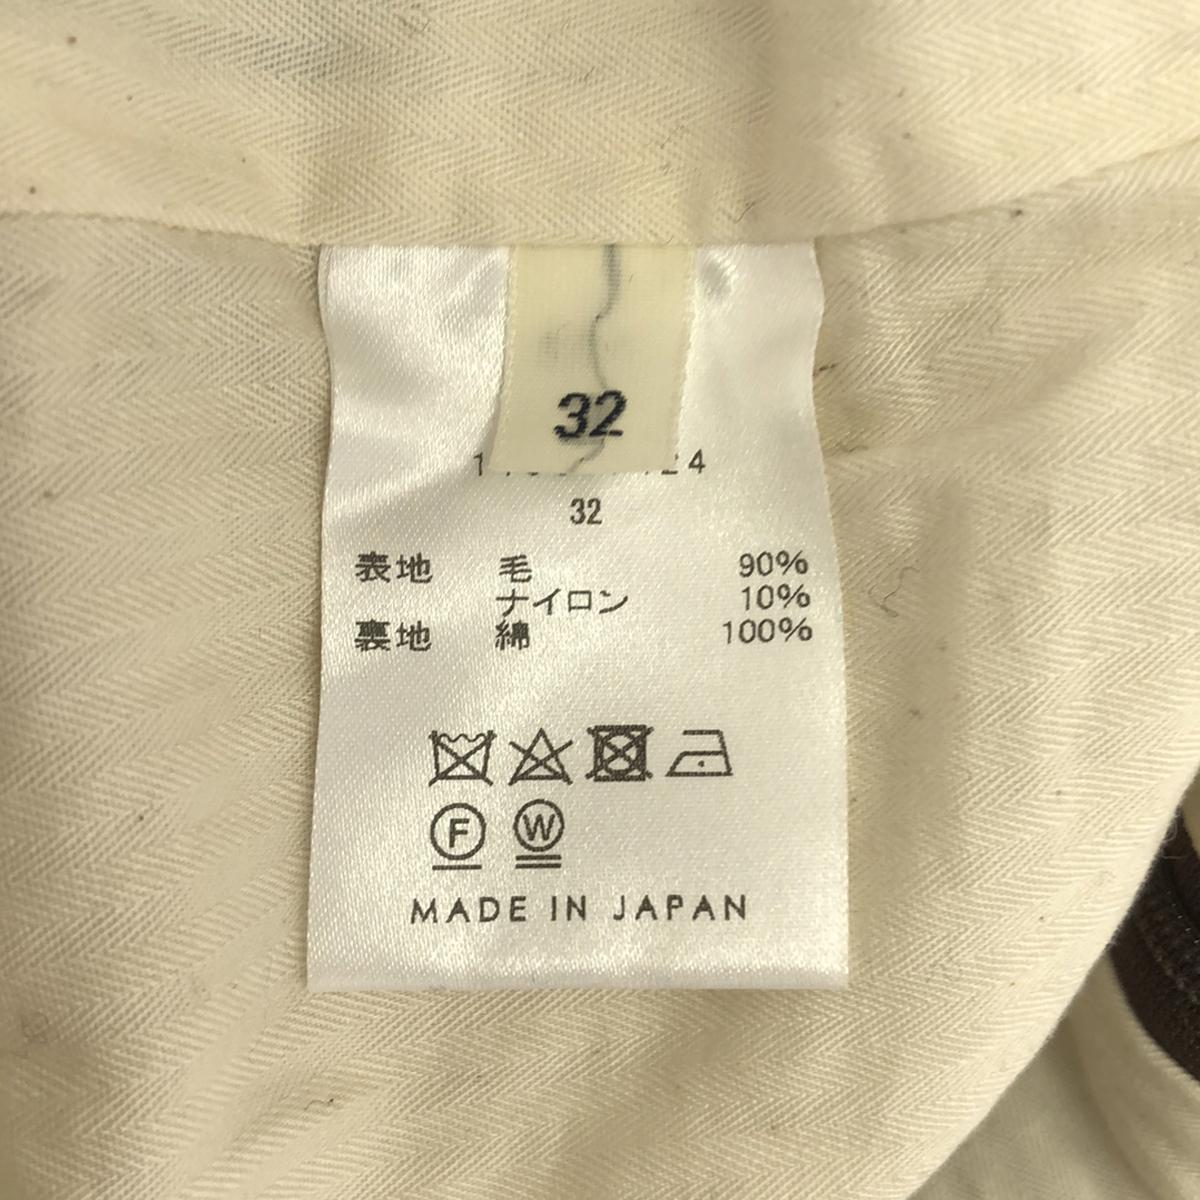 32
32
表地 毛 90%
ナイロン 10%
裏地 綿 100%
F W
MADE IN JAPAN